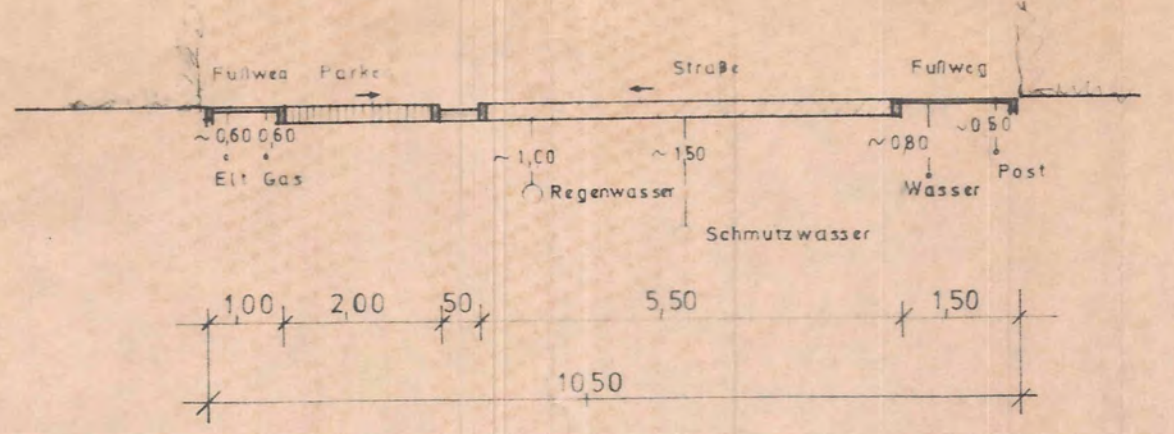 Fußweg Parke Straße Fußweg
~0,60 0,60 ~1,00 ~1,50 ~0,80 ~0,50
Elt Gas Regenwasser Wasser Post
Schmutzwasser
1,00 2,00 50 5,50 1,50
10,50